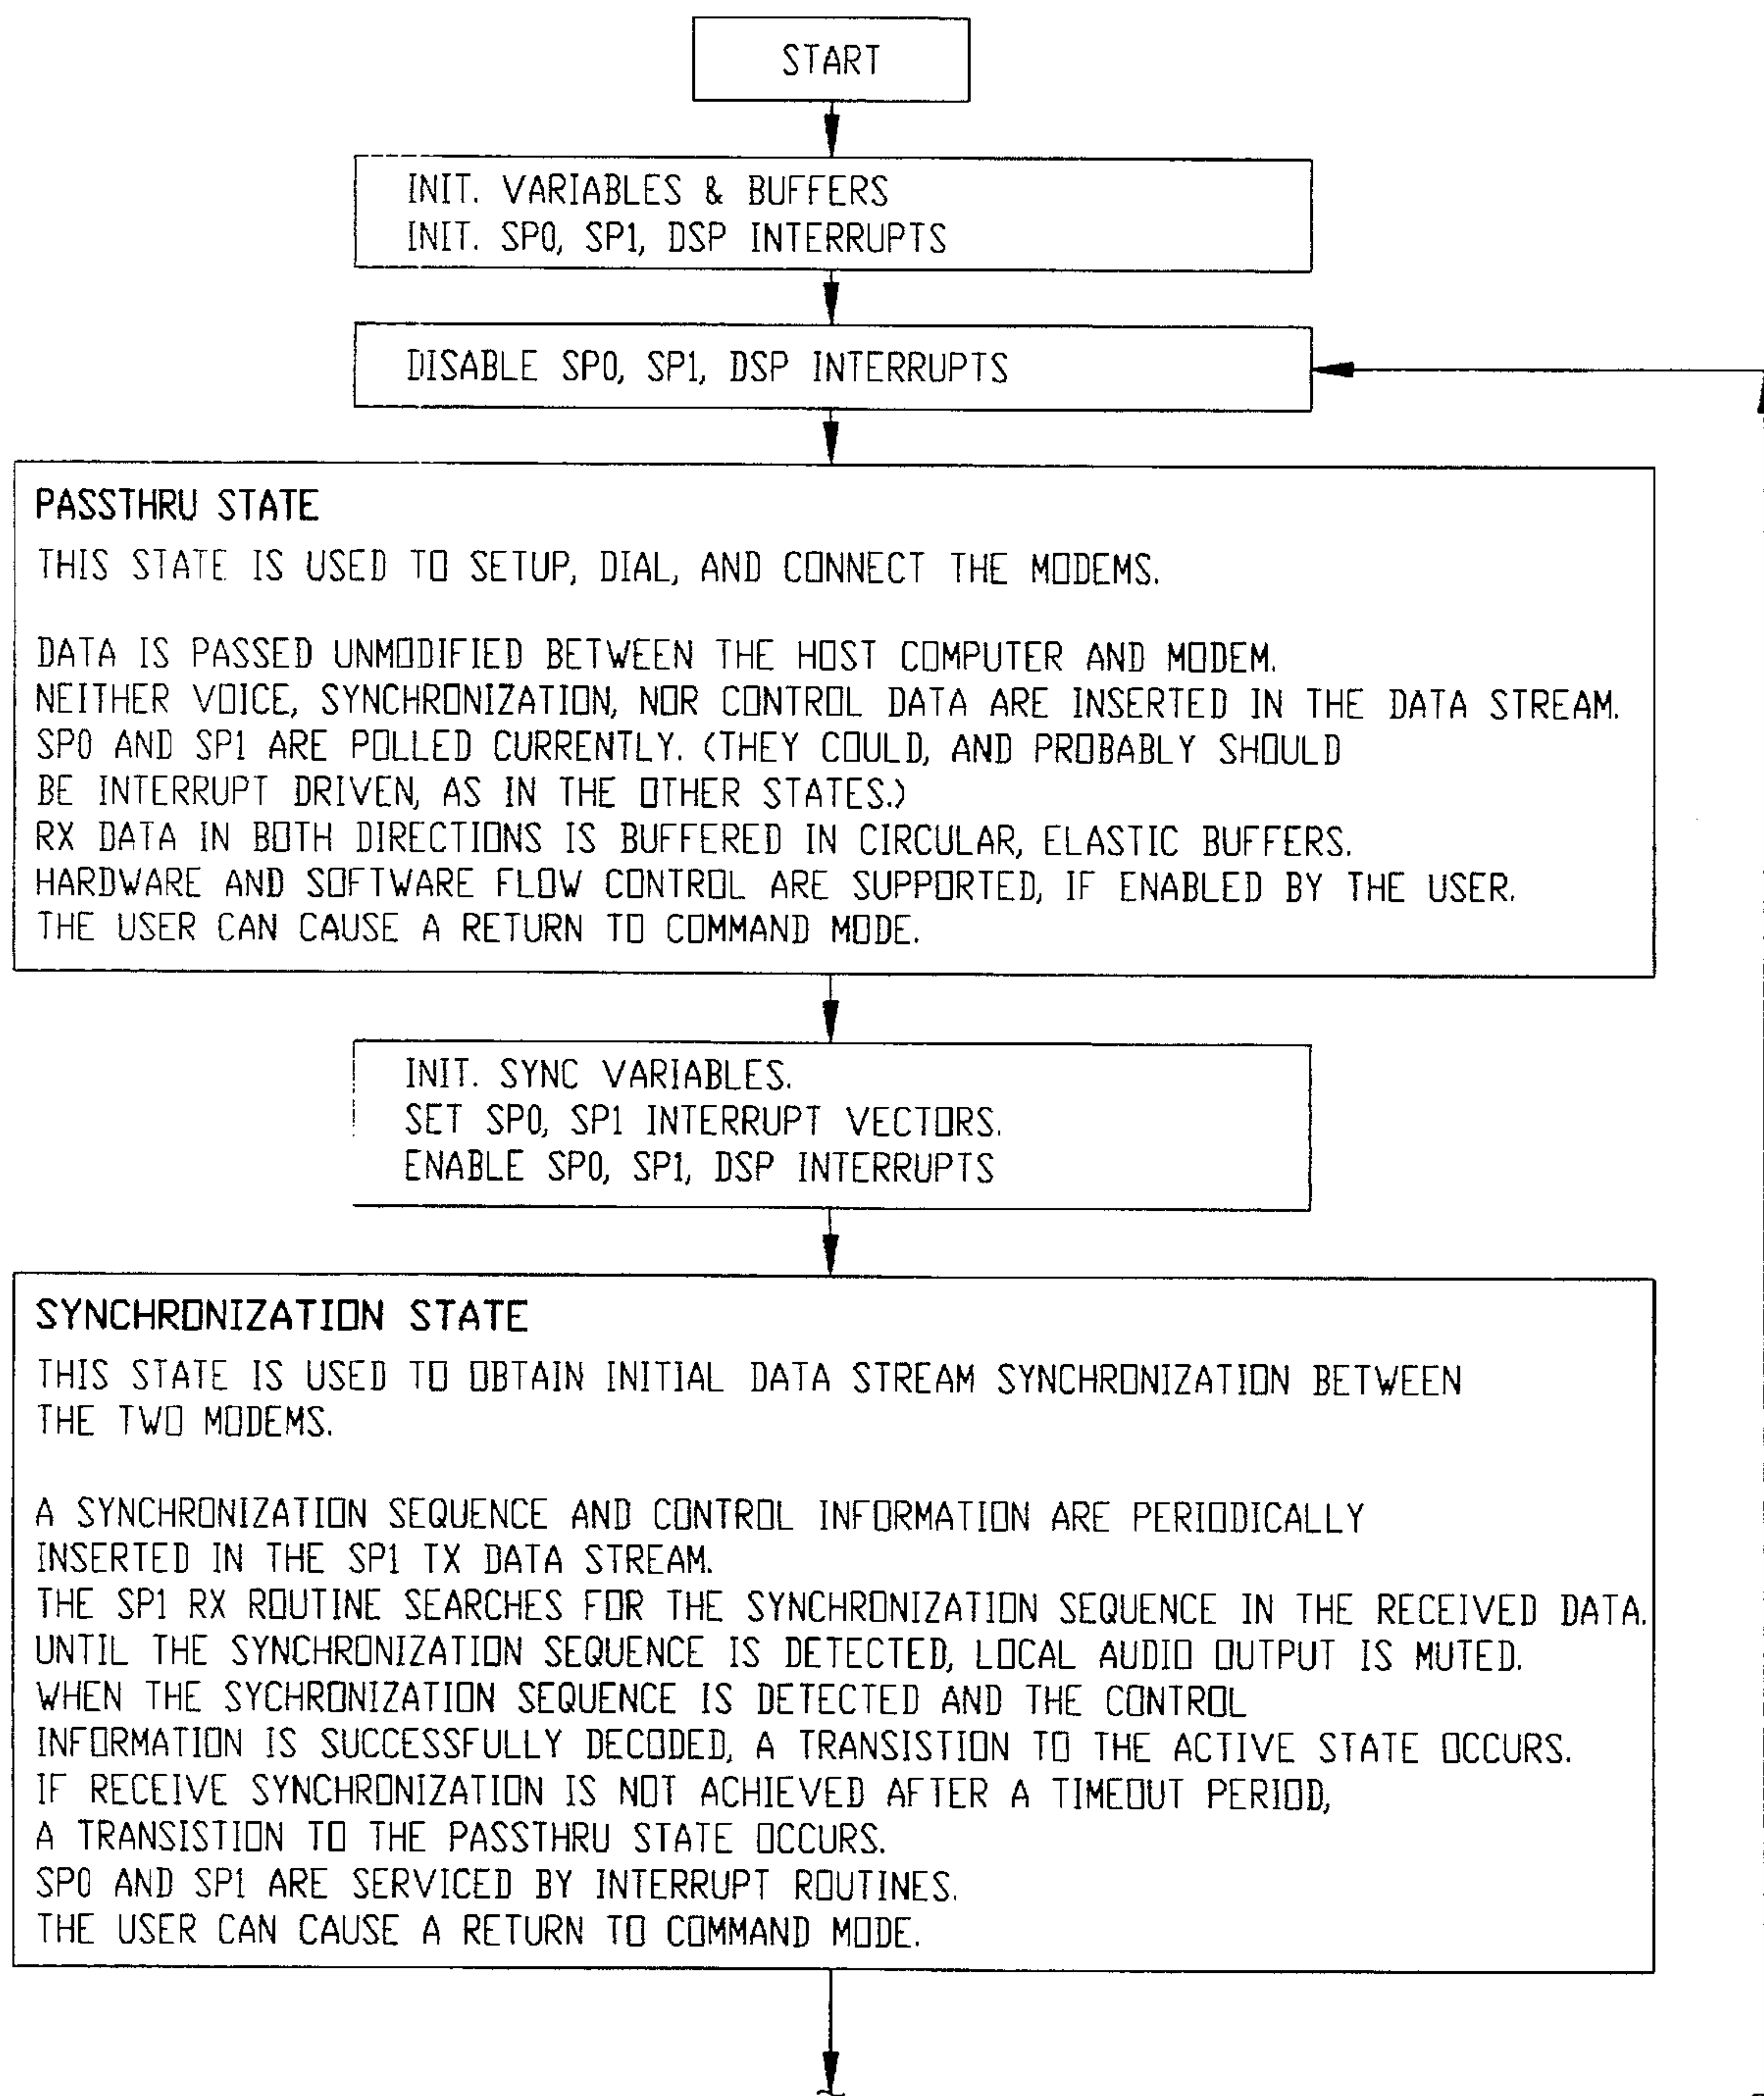 START
INIT. VARIABLES & BUFFERS
INIT. SP0, SP1, DSP INTERRUPTS
DISABLE SP0, SP1, DSP INTERRUPTS
PASSTHRU STATE
THIS STATE IS USED TO SETUP, DIAL, AND CONNECT THE MODEMS.
DATA IS PASSED UNMODIFIED BETWEEN THE HOST COMPUTER AND MODEM.
NEITHER VOICE, SYNCHRONIZATION, NOR CONTROL DATA ARE INSERTED IN THE DATA STREAM.
SP0 AND SP1 ARE POLLED CURRENTLY. (THEY COULD, AND PROBABLY SHOULD
BE INTERRUPT DRIVEN, AS IN THE OTHER STATES.)
RX DATA IN BOTH DIRECTIONS IS BUFFERED IN CIRCULAR, ELASTIC BUFFERS.
HARDWARE AND SOFTWARE FLOW CONTROL ARE SUPPORTED, IF ENABLED BY THE USER.
THE USER CAN CAUSE A RETURN TO COMMAND MODE.
INIT. SYNC VARIABLES.
SET SP0, SP1 INTERRUPT VECTORS.
ENABLE SP0, SP1, DSP INTERRUPTS
SYNCHRONIZATION STATE
THIS STATE IS USED TO OBTAIN INITIAL DATA STREAM SYNCHRONIZATION BETWEEN
THE TWO MODEMS.
A SYNCHRONIZATION SEQUENCE AND CONTROL INFORMATION ARE PERIODICALLY
INSERTED IN THE SP1 TX DATA STREAM.
THE SP1 RX ROUTINE SEARCHES FOR THE SYNCHRONIZATION SEQUENCE IN THE RECEIVED DATA.
UNTIL THE SYNCHRONIZATION SEQUENCE IS DETECTED, LOCAL AUDIO OUTPUT IS MUTED.
WHEN THE SYCHRONIZATION SEQUENCE IS DETECTED AND THE CONTROL
INFORMATION IS SUCCESSFULLY DECODED, A TRANSISTION TO THE ACTIVE STATE OCCURS.
IF RECEIVE SYNCHRONIZATION IS NOT ACHIEVED AFTER A TIMEOUT PERIOD,
A TRANSISTION TO THE PASSTHRU STATE OCCURS.
SP0 AND SP1 ARE SERVICED BY INTERRUPT ROUTINES.
THE USER CAN CAUSE A RETURN TO COMMAND MODE.